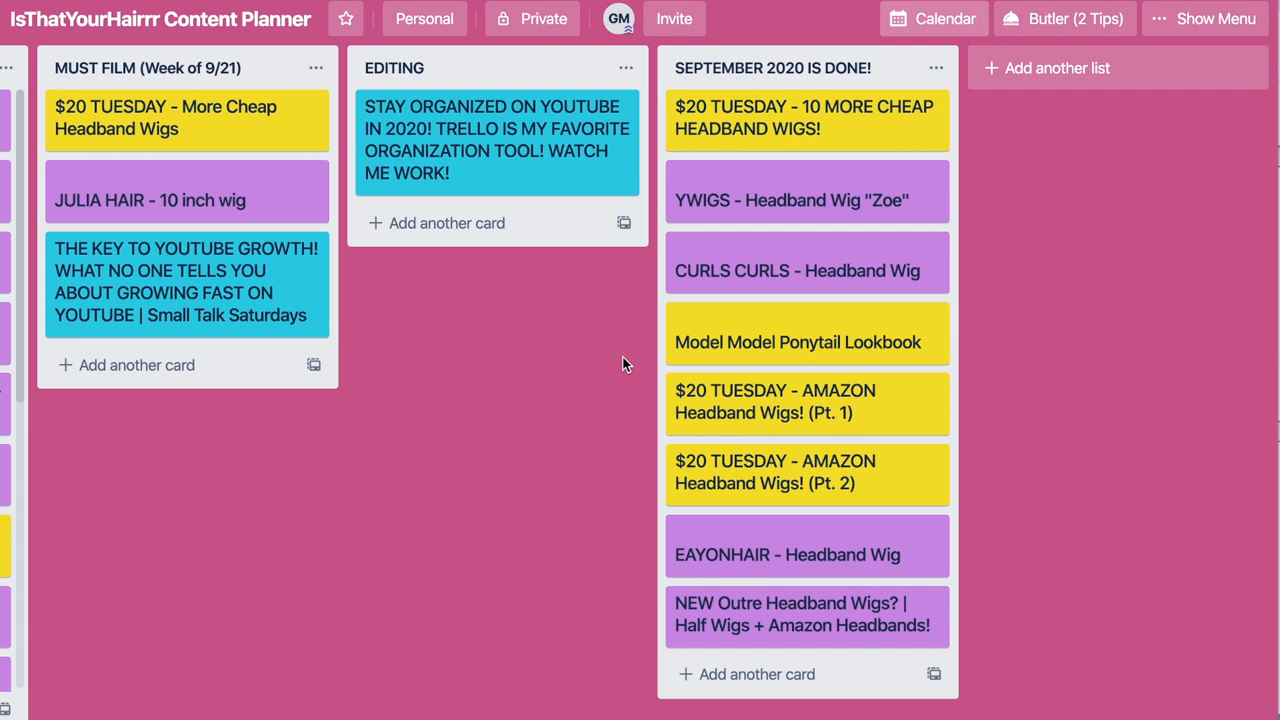 IsThatYourHairrr Content Planner
Personal
Private
GM
Invite
Calendar
Butler (2 Tips)
Show Menu
MUST FILM (Week of 9/21)
$20 TUESDAY - More Cheap
Headband Wigs
JULIA HAIR - 10 inch wig
THE KEY TO YOUTUBE GROWTH!
WHAT NO ONE TELLS YOU
ABOUT GROWING FAST ON
YOUTUBE | Small Talk Saturdays
Add another card
EDITING
STAY ORGANIZED ON YOUTUBE
IN 2020! TRELLO IS MY FAVORITE
ORGANIZATION TOOL! WATCH
ME WORK!
Add another card
SEPTEMBER 2020 IS DONE!
$20 TUESDAY - 10 MORE CHEAP
HEADBAND WIGS!
YWIGS - Headband Wig "Zoe"
CURLS CURLS - Headband Wig
Model Model Ponytail Lookbook
$20 TUESDAY - AMAZON
Headband Wigs! (Pt. 1)
$20 TUESDAY - AMAZON
Headband Wigs! (Pt. 2)
EAYONHAIR - Headband Wig
NEW Outre Headband Wigs? |
Half Wigs + Amazon Headbands!
Add another card
Add another list